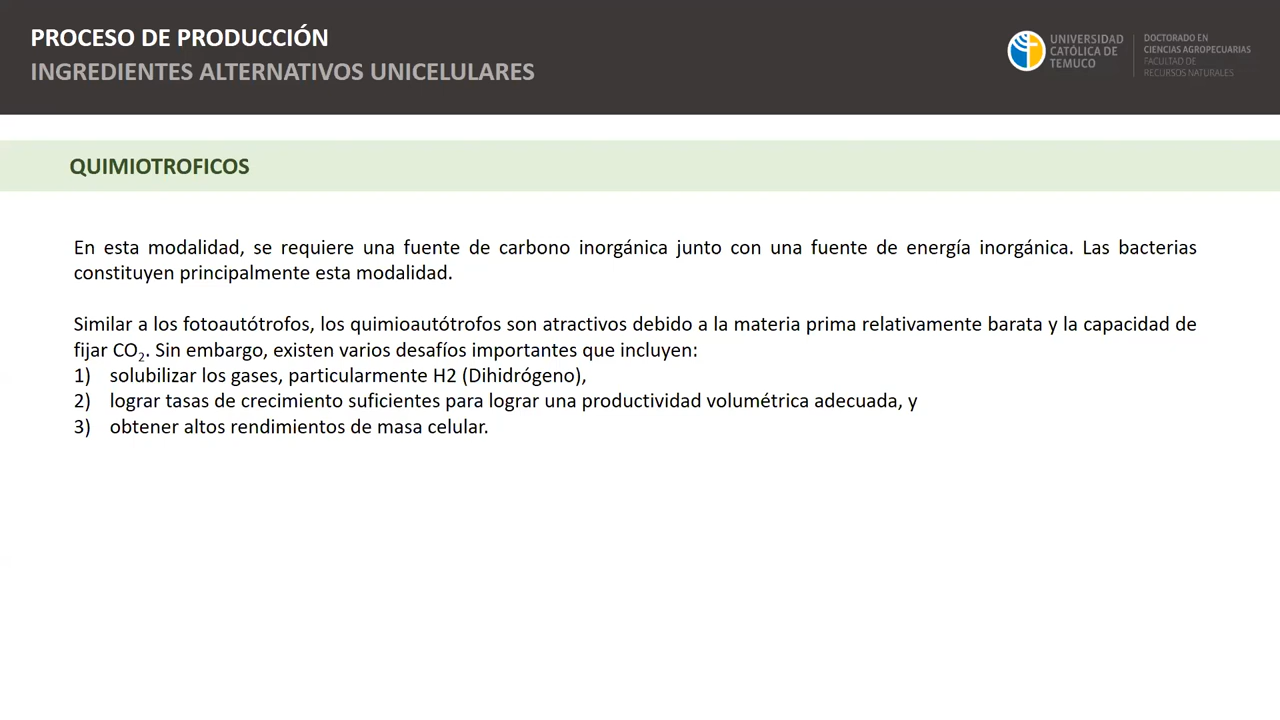 PROCESO DE PRODUCCIÓN
INGREDIENTES ALTERNATIVOS UNICELULARES
UNIVERSIDAD
CATÓLICA DE
TEMUCO
DOCTORADO EN
CIENCIAS AGROPECUARIAS
FACULTAD DE
RECURSOS NATURALES
QUIMIOTROFICOS
En esta modalidad, se requiere una fuente de carbono inorgánica junto con una fuente de energía inorgánica. Las bacterias
constituyen principalmente esta modalidad.
Similar a los fotoautótrofos, los quimioautótrofos son atractivos debido a la materia prima relativamente barata y la capacidad de
fijar CO₂. Sin embargo, existen varios desafíos importantes que incluyen:
1) solubilizar los gases, particularmente H2 (Dihidrógeno),
2) lograr tasas de crecimiento suficientes para lograr una productividad volumétrica adecuada, y
3) obtener altos rendimientos de masa celular.